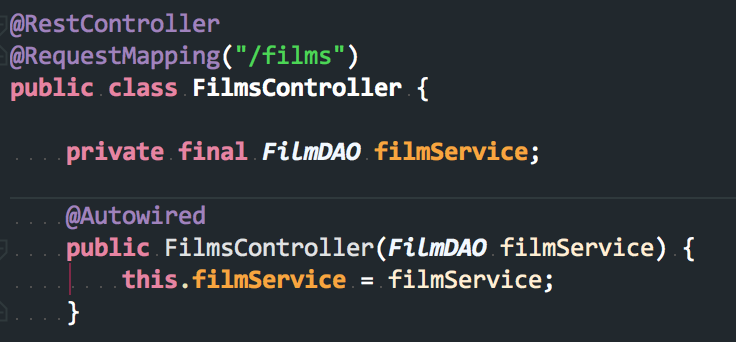 @RestController
@RequestMapping("/films")
public class FilmsController {
private final FilmDAO filmService;
@Autowired
public FilmsController(FilmDAO filmService) {
this.filmService = filmService;
}